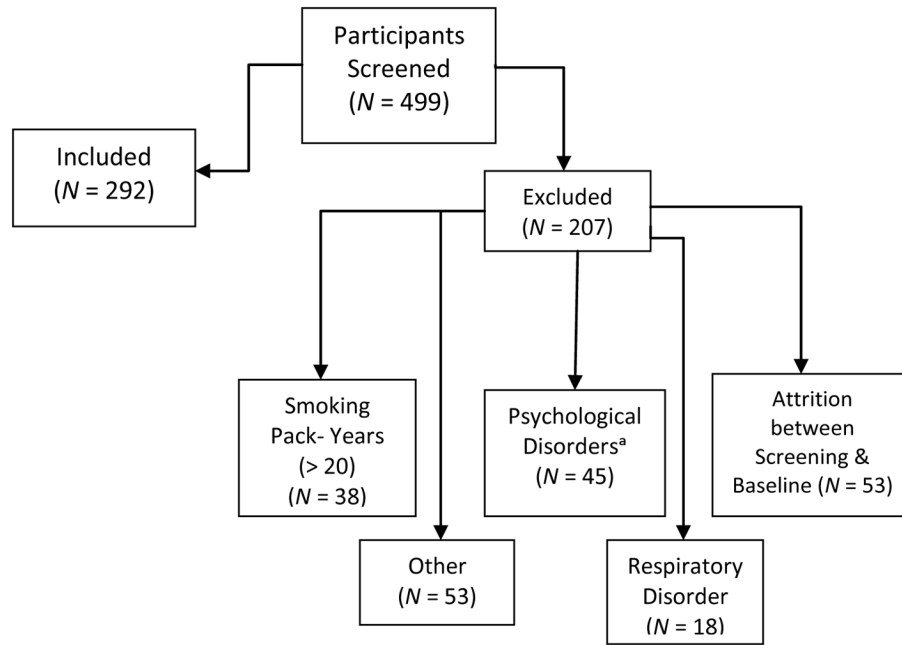 Participants
Screened
(N = 499)
Included
(N = 292)
Excluded
(N = 207)
Smoking
Pack- Years
(> 20)
(N = 38)
Psychological
Disordersᵃ
(N = 45)
Attrition
between
Screening &
Baseline (N = 53)
Other
(N = 53)
Respiratory
Disorder
(N = 18)